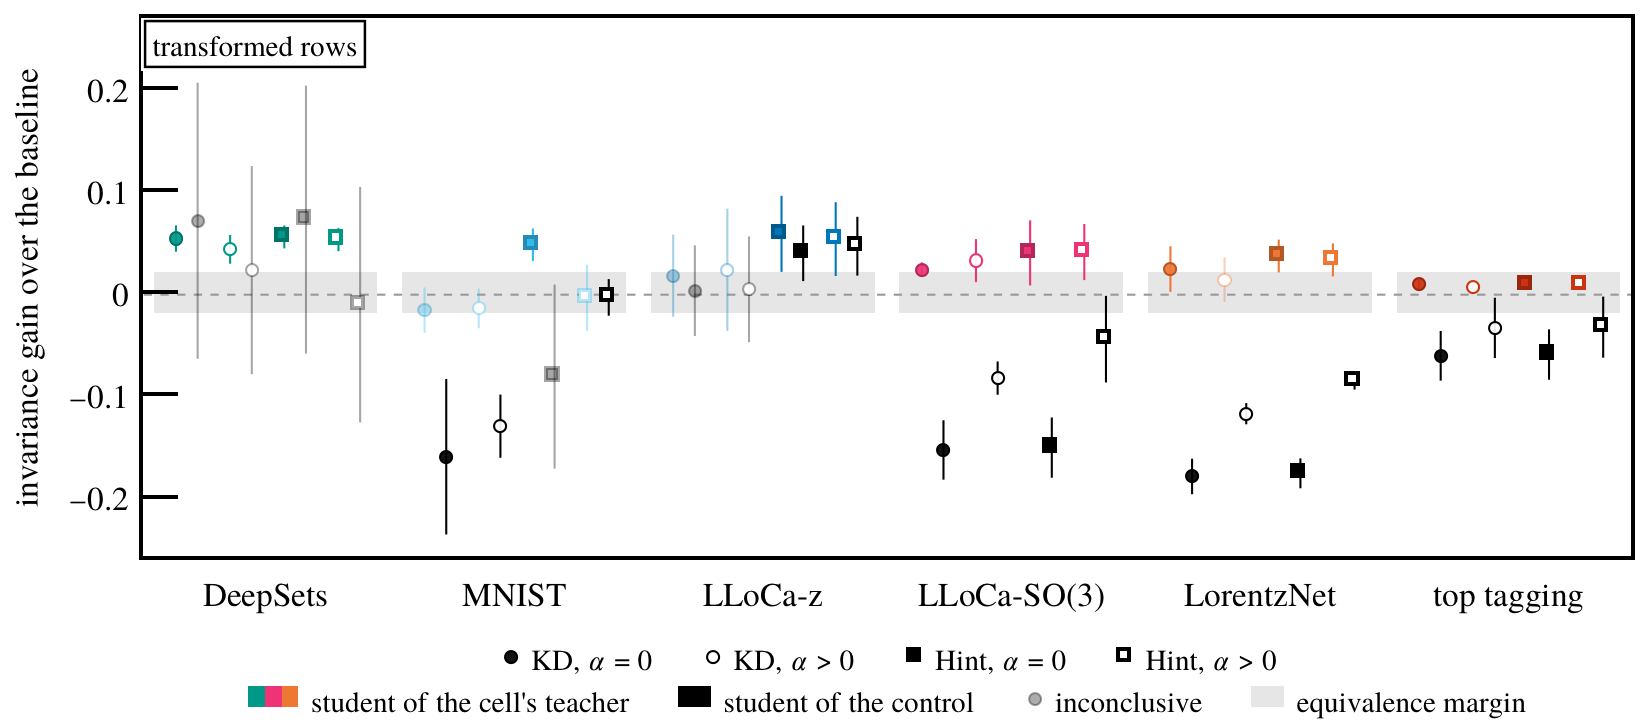 transformed rows
invariance gain over the baseline
0.2
0.1
0
−0.1
−0.2
DeepSets MNIST LLoCa-z LLoCa-SO(3) LorentzNet top tagging
KD, α = 0 KD, α > 0 Hint, α = 0 Hint, α > 0
student of the cell's teacher student of the control inconclusive equivalence margin